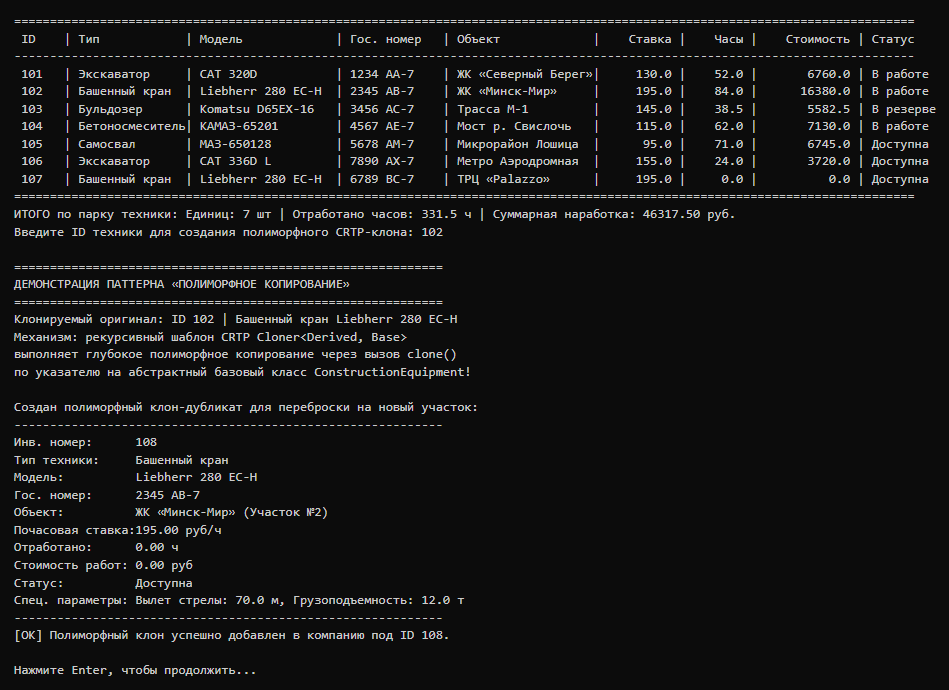 ==============================================================================================================================
ID | Тип | Модель | Гос. номер | Объект | Ставка | Часы | Стоимость | Статус
------------------------------------------------------------------------------------------------------------------------------
101 | Экскаватор | CAT 320D | 1234 AA-7 | ЖК «Северный Берег»| 130.0 | 52.0 | 6760.0 | В работе
102 | Башенный кран | Liebherr 280 EC-H | 2345 AB-7 | ЖК «Минск-Мир» | 195.0 | 84.0 | 16380.0 | В работе
103 | Бульдозер | Komatsu D65EX-16 | 3456 AC-7 | Трасса М-1 | 145.0 | 38.5 | 5582.5 | В резерве
104 | Бетоносмеситель| КАМАЗ-65201 | 4567 AE-7 | Мост р. Свислочь | 115.0 | 62.0 | 7130.0 | В работе
105 | Самосвал | МАЗ-650128 | 5678 AM-7 | Микрорайон Лошица | 95.0 | 71.0 | 6745.0 | Доступна
106 | Экскаватор | CAT 336D L | 7890 AX-7 | Метро Аэродромная | 155.0 | 24.0 | 3720.0 | Доступна
107 | Башенный кран | Liebherr 280 EC-H | 6789 BC-7 | ТРЦ «Palazzo» | 195.0 | 0.0 | 0.0 | Доступна
==============================================================================================================================
ИТОГО по парку техники: Единиц: 7 шт | Отработано часов: 331.5 ч | Суммарная наработка: 46317.50 руб.
Введите ID техники для создания полиморфного CRTP-клона: 102
============================================================
ДЕМОНСТРАЦИЯ ПАТТЕРНА «ПОЛИМОРФНОЕ КОПИРОВАНИЕ»
============================================================
Клонируемый оригинал: ID 102 | Башенный кран Liebherr 280 EC-H
Механизм: рекурсивный шаблон CRTP Cloner<Derived, Base>
выполняет глубокое полиморфное копирование через вызов clone()
по указателю на абстрактный базовый класс ConstructionEquipment!
Создан полиморфный клон-дубликат для переброски на новый участок:
------------------------------------------------------------
Инв. номер: 108
Тип техники: Башенный кран
Модель: Liebherr 280 EC-H
Гос. номер: 2345 AB-7
Объект: ЖК «Минск-Мир» (Участок №2)
Почасовая ставка:195.00 руб/ч
Отработано: 0.00 ч
Стоимость работ: 0.00 руб
Статус: Доступна
Спец. параметры: Вылет стрелы: 70.0 м, Грузоподъемность: 12.0 т
------------------------------------------------------------
[OK] Полиморфный клон успешно добавлен в компанию под ID 108.
Нажмите Enter, чтобы продолжить...